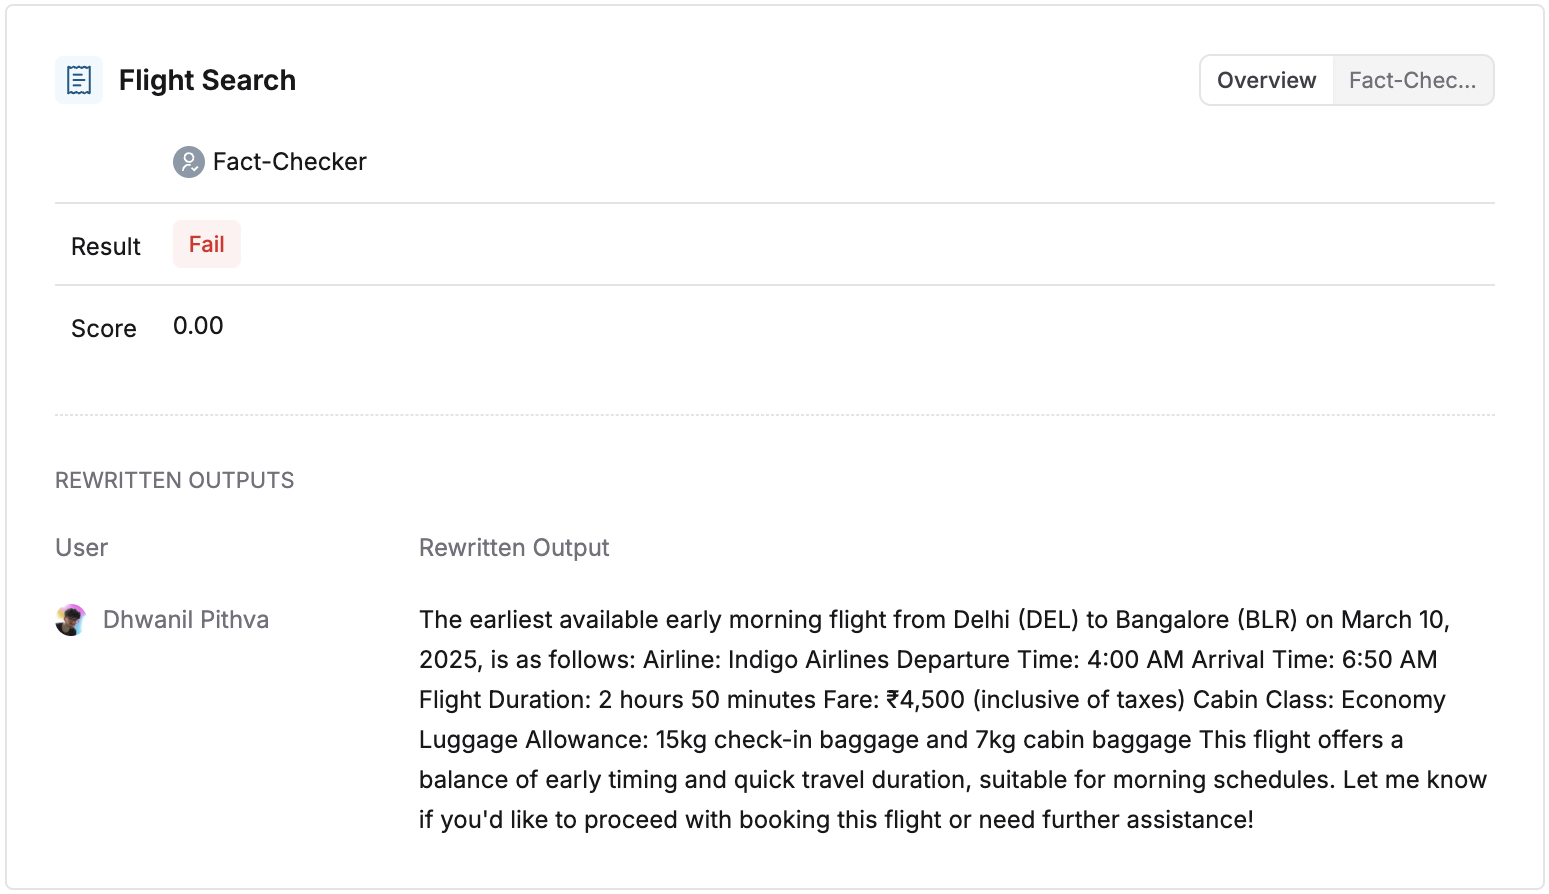 Flight Search
Overview
Fact-Chec...
Fact-Checker
Result Fail
Score 0.00
REWRITTEN OUTPUTS
User Rewritten Output
Dhwanil Pithva
The earliest available early morning flight from Delhi (DEL) to Bangalore (BLR) on March 10,
2025, is as follows: Airline: Indigo Airlines Departure Time: 4:00 AM Arrival Time: 6:50 AM
Flight Duration: 2 hours 50 minutes Fare: ₹4,500 (inclusive of taxes) Cabin Class: Economy
Luggage Allowance: 15kg check-in baggage and 7kg cabin baggage This flight offers a
balance of early timing and quick travel duration, suitable for morning schedules. Let me know
if you'd like to proceed with booking this flight or need further assistance!